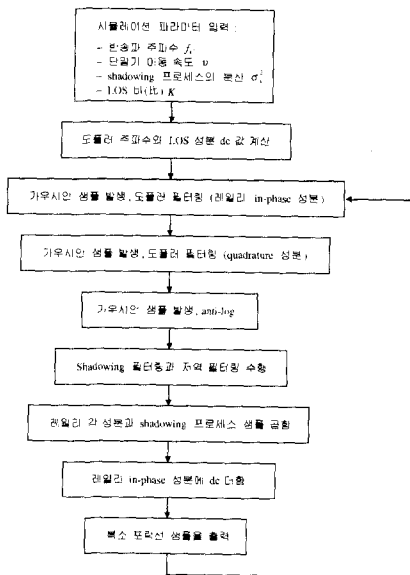 시뮬레이션 파라미터 입력 :
- 반송파 주파수 f
- 단말기 이동 속도 υ
- shadowing 프로세스의 분산 σ
- LOS 비(比) K
도플러 주파수와 LOS 성분 dc 값 계산
가우시안 샘플 발생, 도플러 필터링 (레일리 in-phase 성분)
가우시안 샘플 발생, 도플러 필터링 (quadrature 성분)
가우시안 샘플 발생, anti-log
Shadowing 필터링과 저역 필터링 수행
레일리 각 성분과 shadowing 프로세스 샘플 곱함
레일리 in-phase 성분에 dc 더함
복소 포락선 샘플을 출력